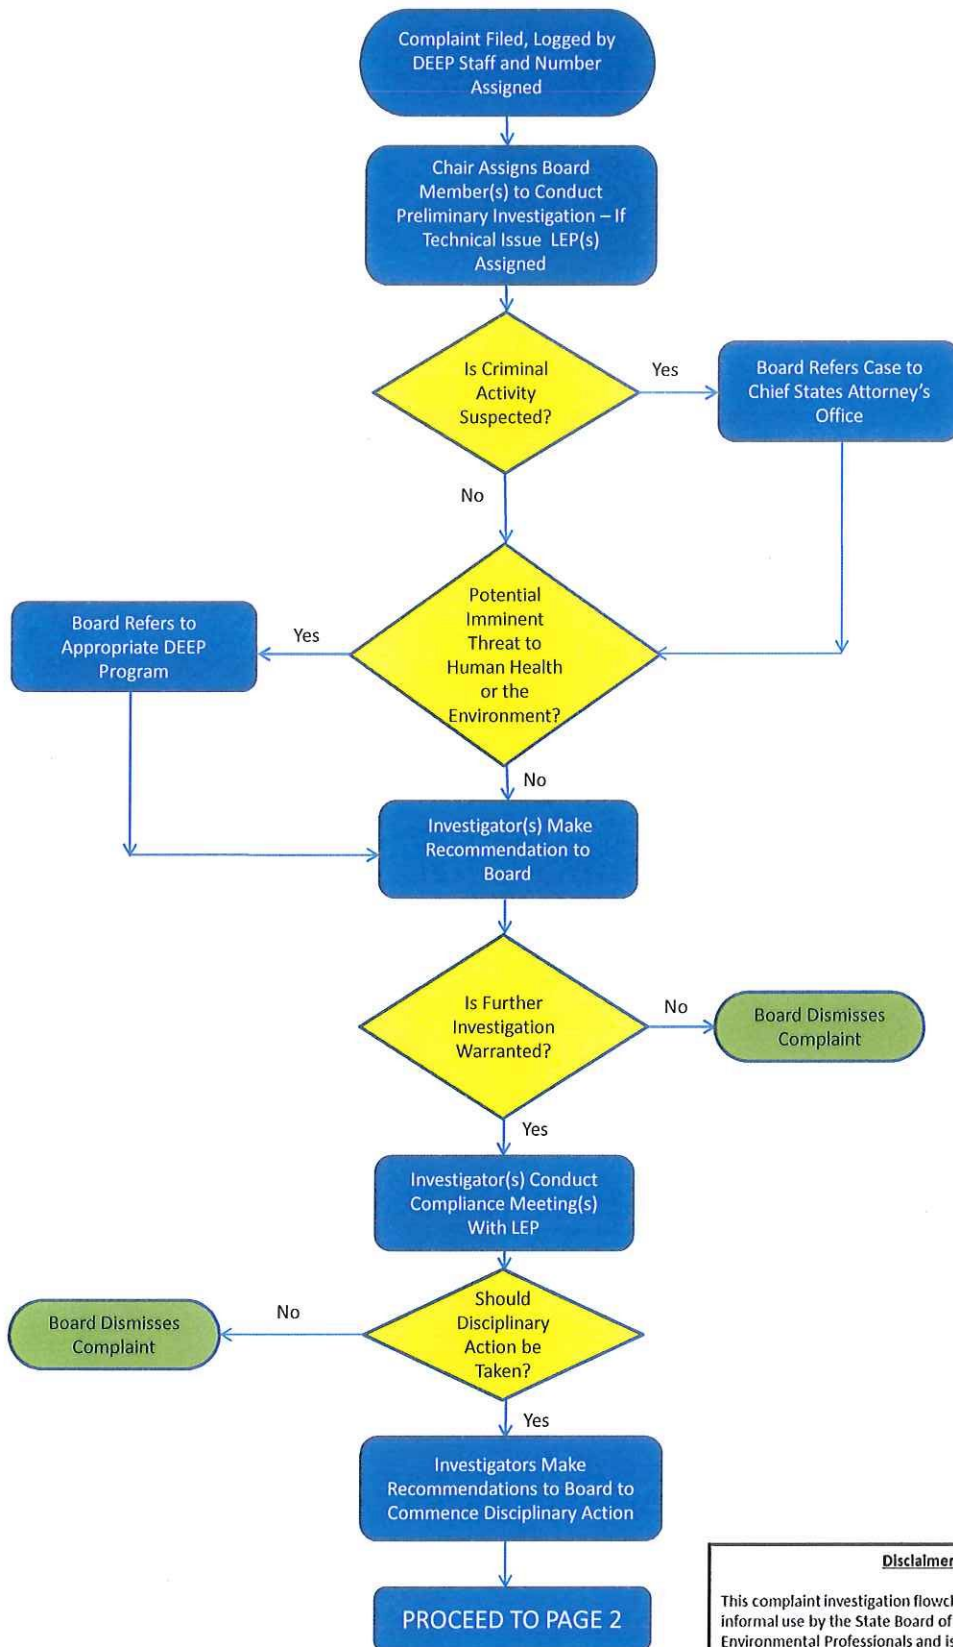 Complaint Filed, Logged by
DEEP Staff and Number
Assigned
Chair Assigns Board
Member(s) to Conduct
Preliminary Investigation – If
Technical Issue LEP(s)
Assigned
Is Criminal
Activity
Suspected?
Yes
Board Refers Case to
Chief States Attorney's
Office
No
Potential
Imminent
Threat to
Human Health
or the
Environment?
Yes
Board Refers to
Appropriate DEEP
Program
No
Investigator(s) Make
Recommendation to
Board
Is Further
Investigation
Warranted?
No
Board Dismisses
Complaint
Yes
Investigator(s) Conduct
Compliance Meeting(s)
With LEP
Should
Disciplinary
Action be
Taken?
No
Board Dismisses
Complaint
Yes
Investigators Make
Recommendations to Board to
Commence Disciplinary Action
PROCEED TO PAGE 2
Disclaimer
This complaint investigation
informal use by the State Board of
Environmental Professionals and is